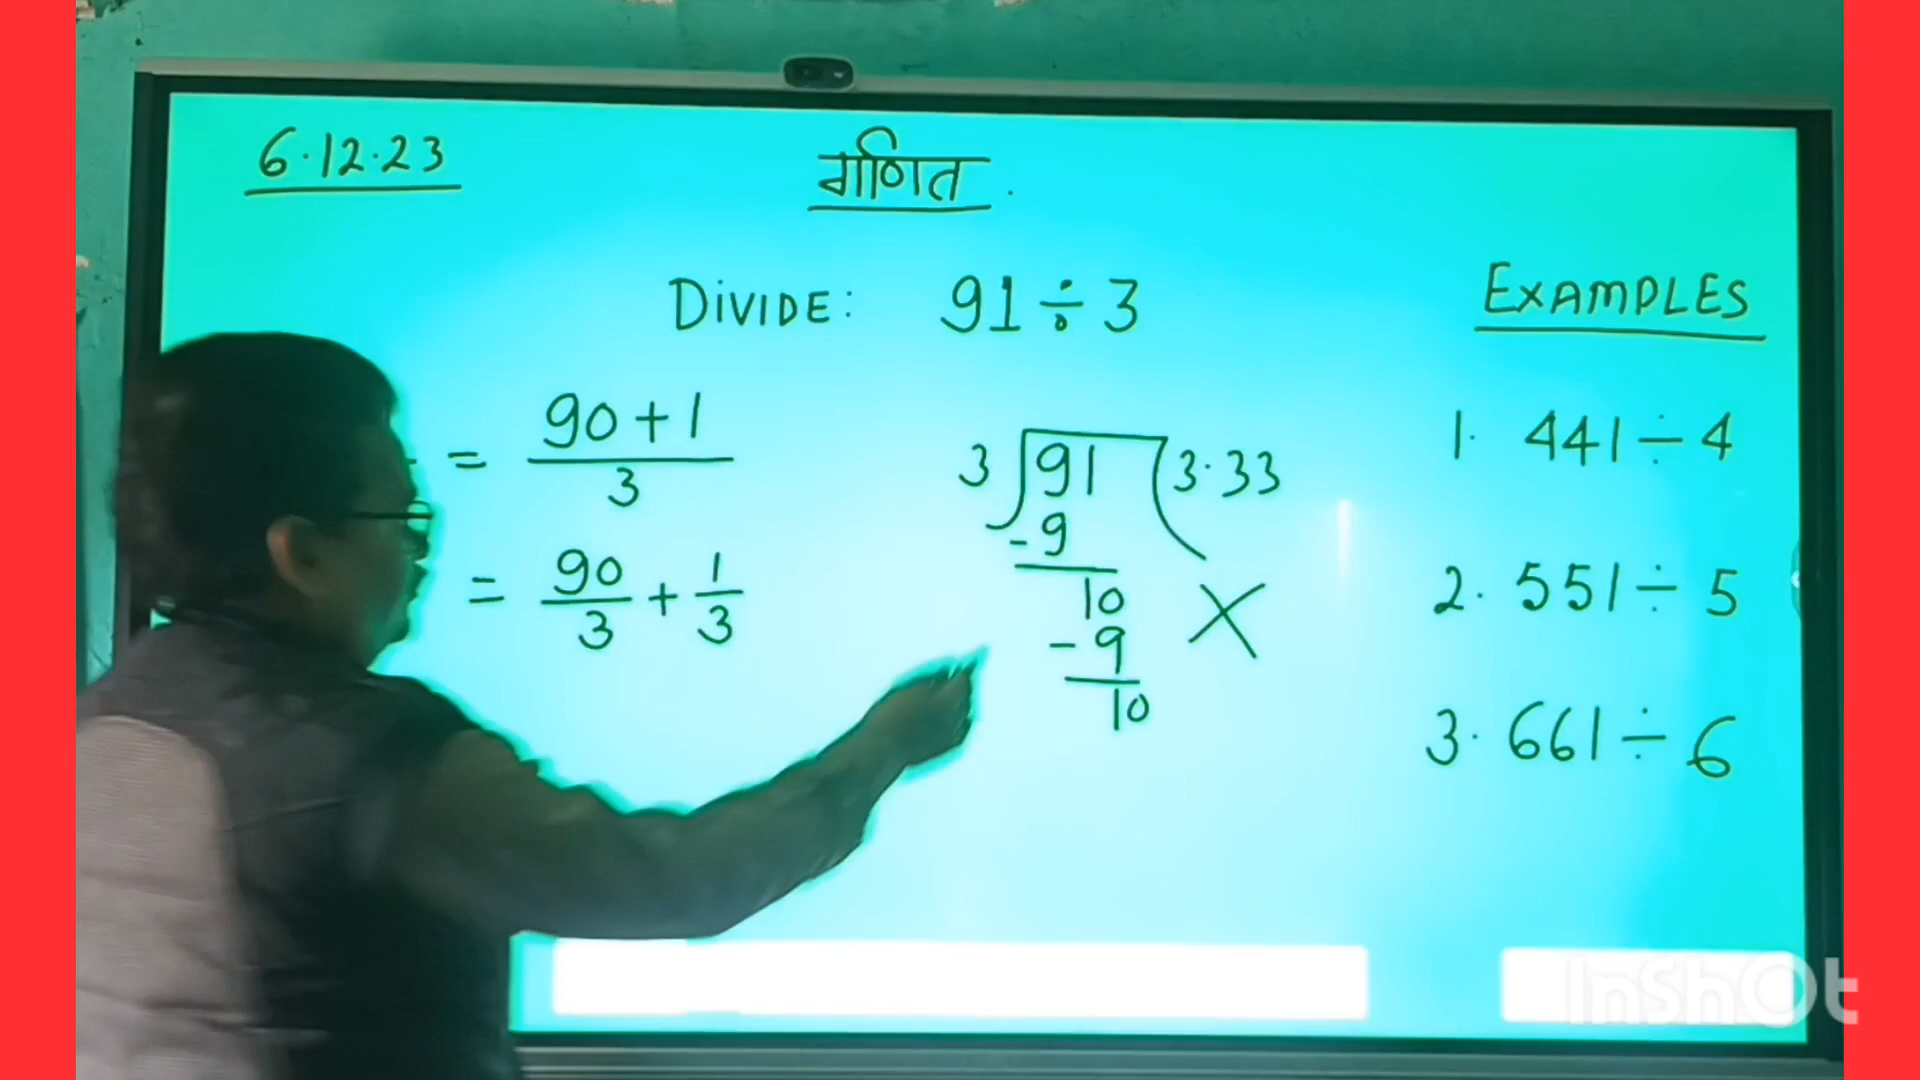 6.12.23
गणित.
DIVIDE: 91÷3
= 90+1/3
= 90/3 + 1/3
3 91 3.33
-9
10
-9
10
X
EXAMPLES
1. 441÷4
2. 551÷5
3. 661÷6
InShOt